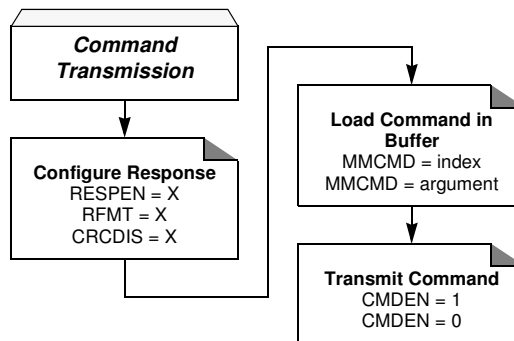 Command
Transmission
Configure Response
RESPEN = X
RFMT = X
CRCDIS = X
Load Command in
Buffer
MMCMD = index
MMCMD = argument
Transmit Command
CMDEN = 1
CMDEN = 0